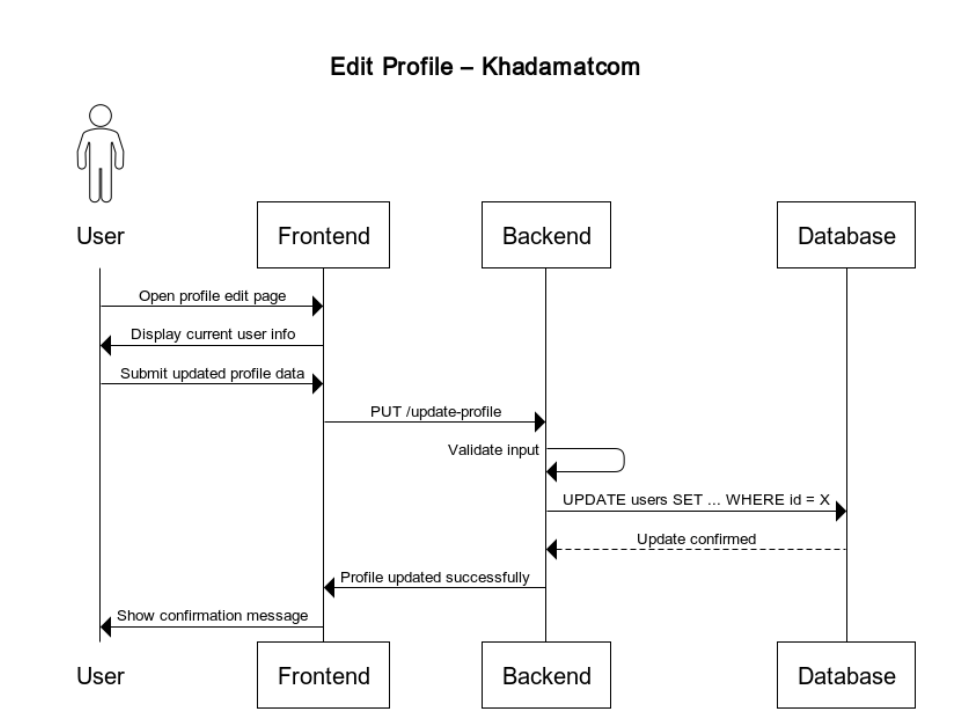 Edit Profile – Khadamatcom
User
Frontend
Backend
Database
Open profile edit page
Display current user info
Submit updated profile data
PUT /update-profile
Validate input
UPDATE users SET ... WHERE id = X
Update confirmed
Profile updated successfully
Show confirmation message
User
Frontend
Backend
Database